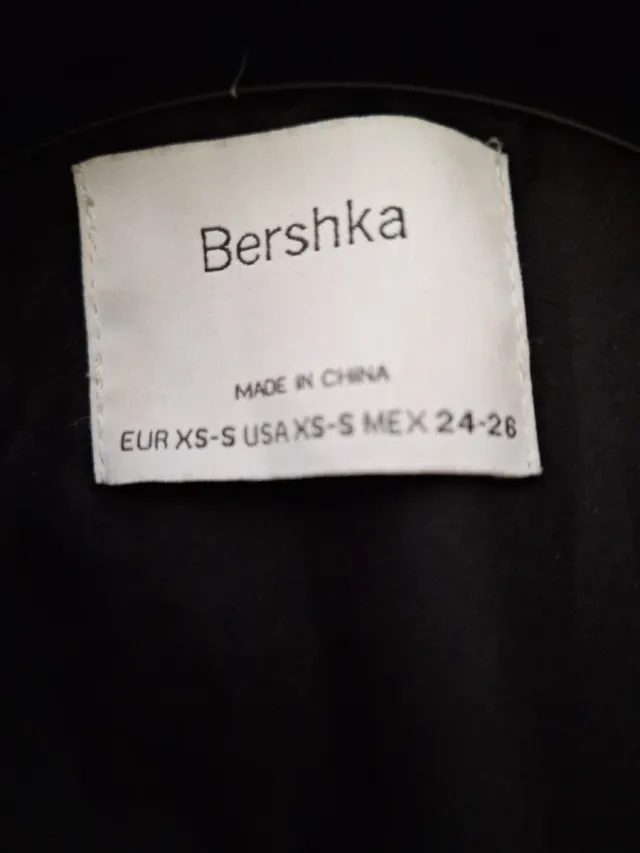 Bershka
MADE IN CHINA
EUR XS-S USA XS-S MEX 24-26